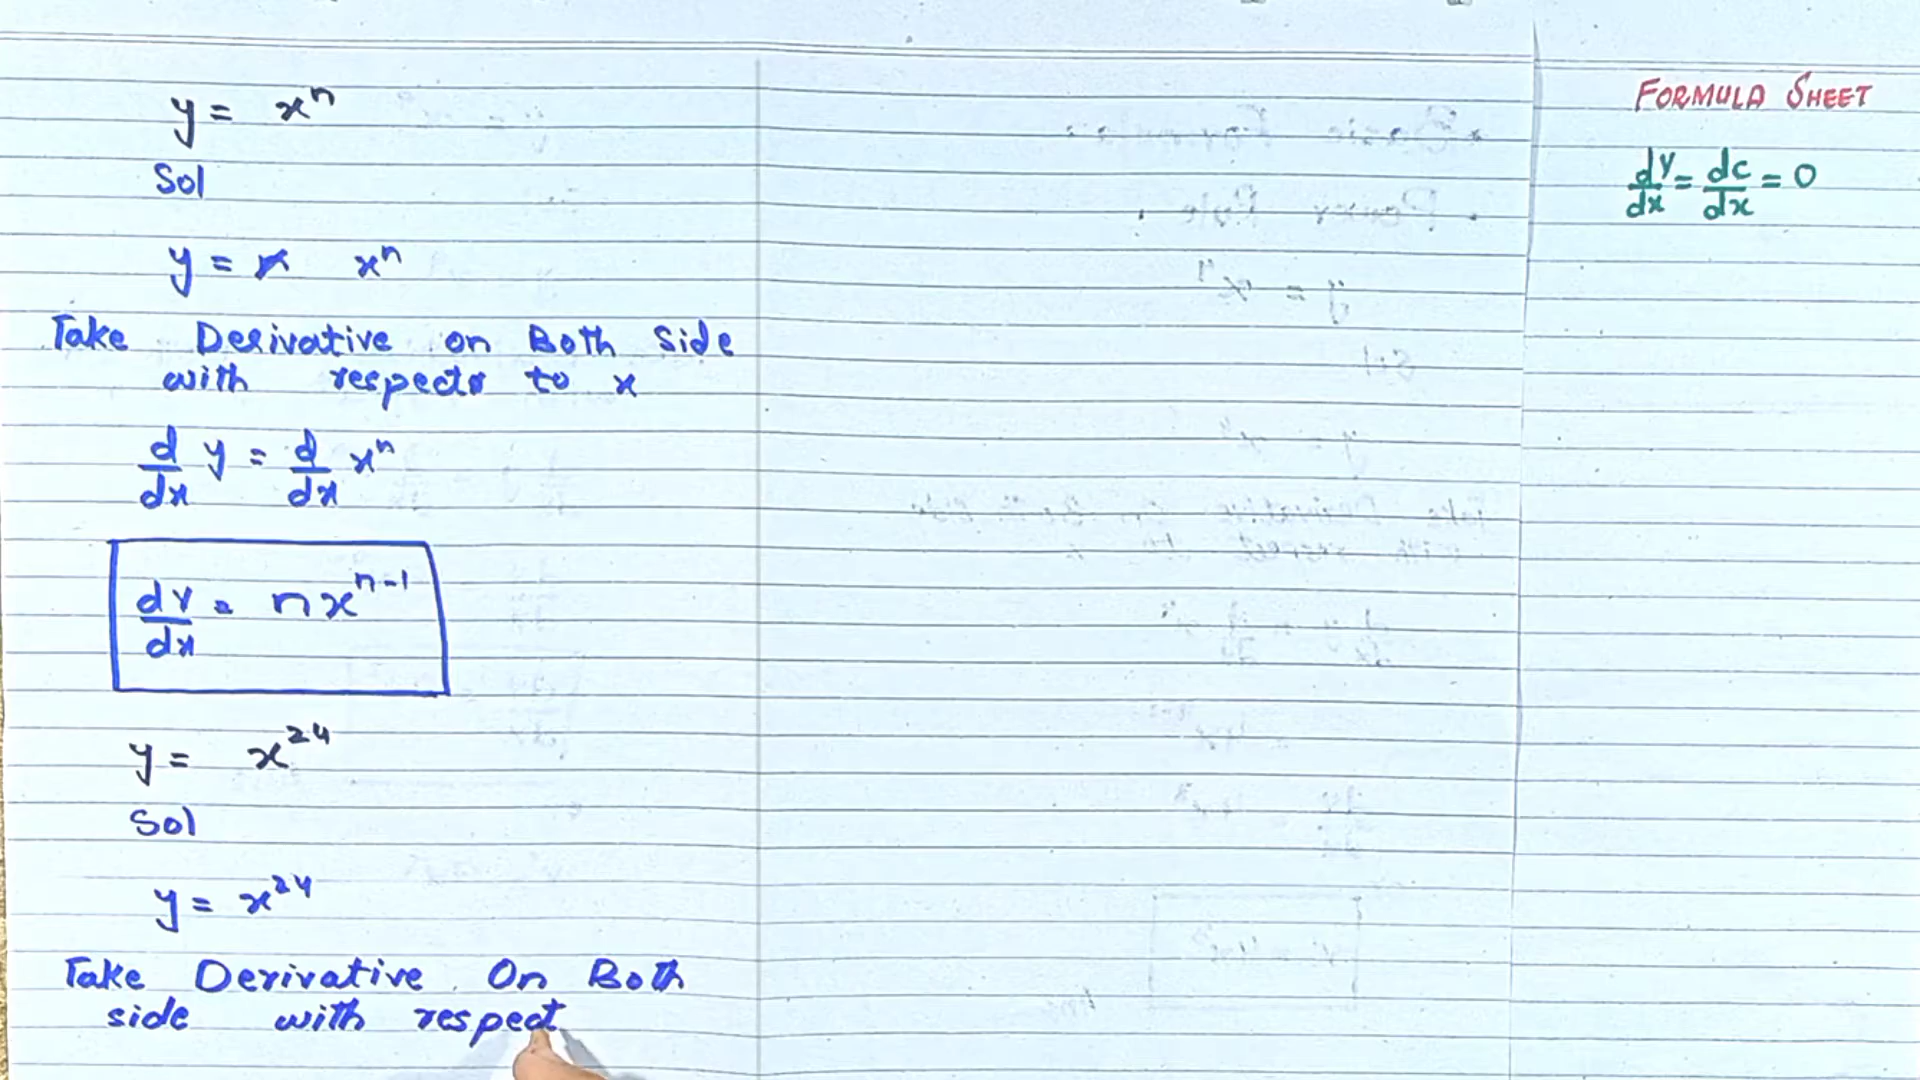 y = xⁿ
Sol
y = x xⁿ
Take Derivative on Both Side
with respects to x
d/dx y = d/dx xⁿ
dy/dx = nxⁿ⁻¹
y = x²⁴
Sol
y = x²⁴
Take Derivative On Both
side with respect
FORMULA SHEET
dy/dx = dc/dx = 0